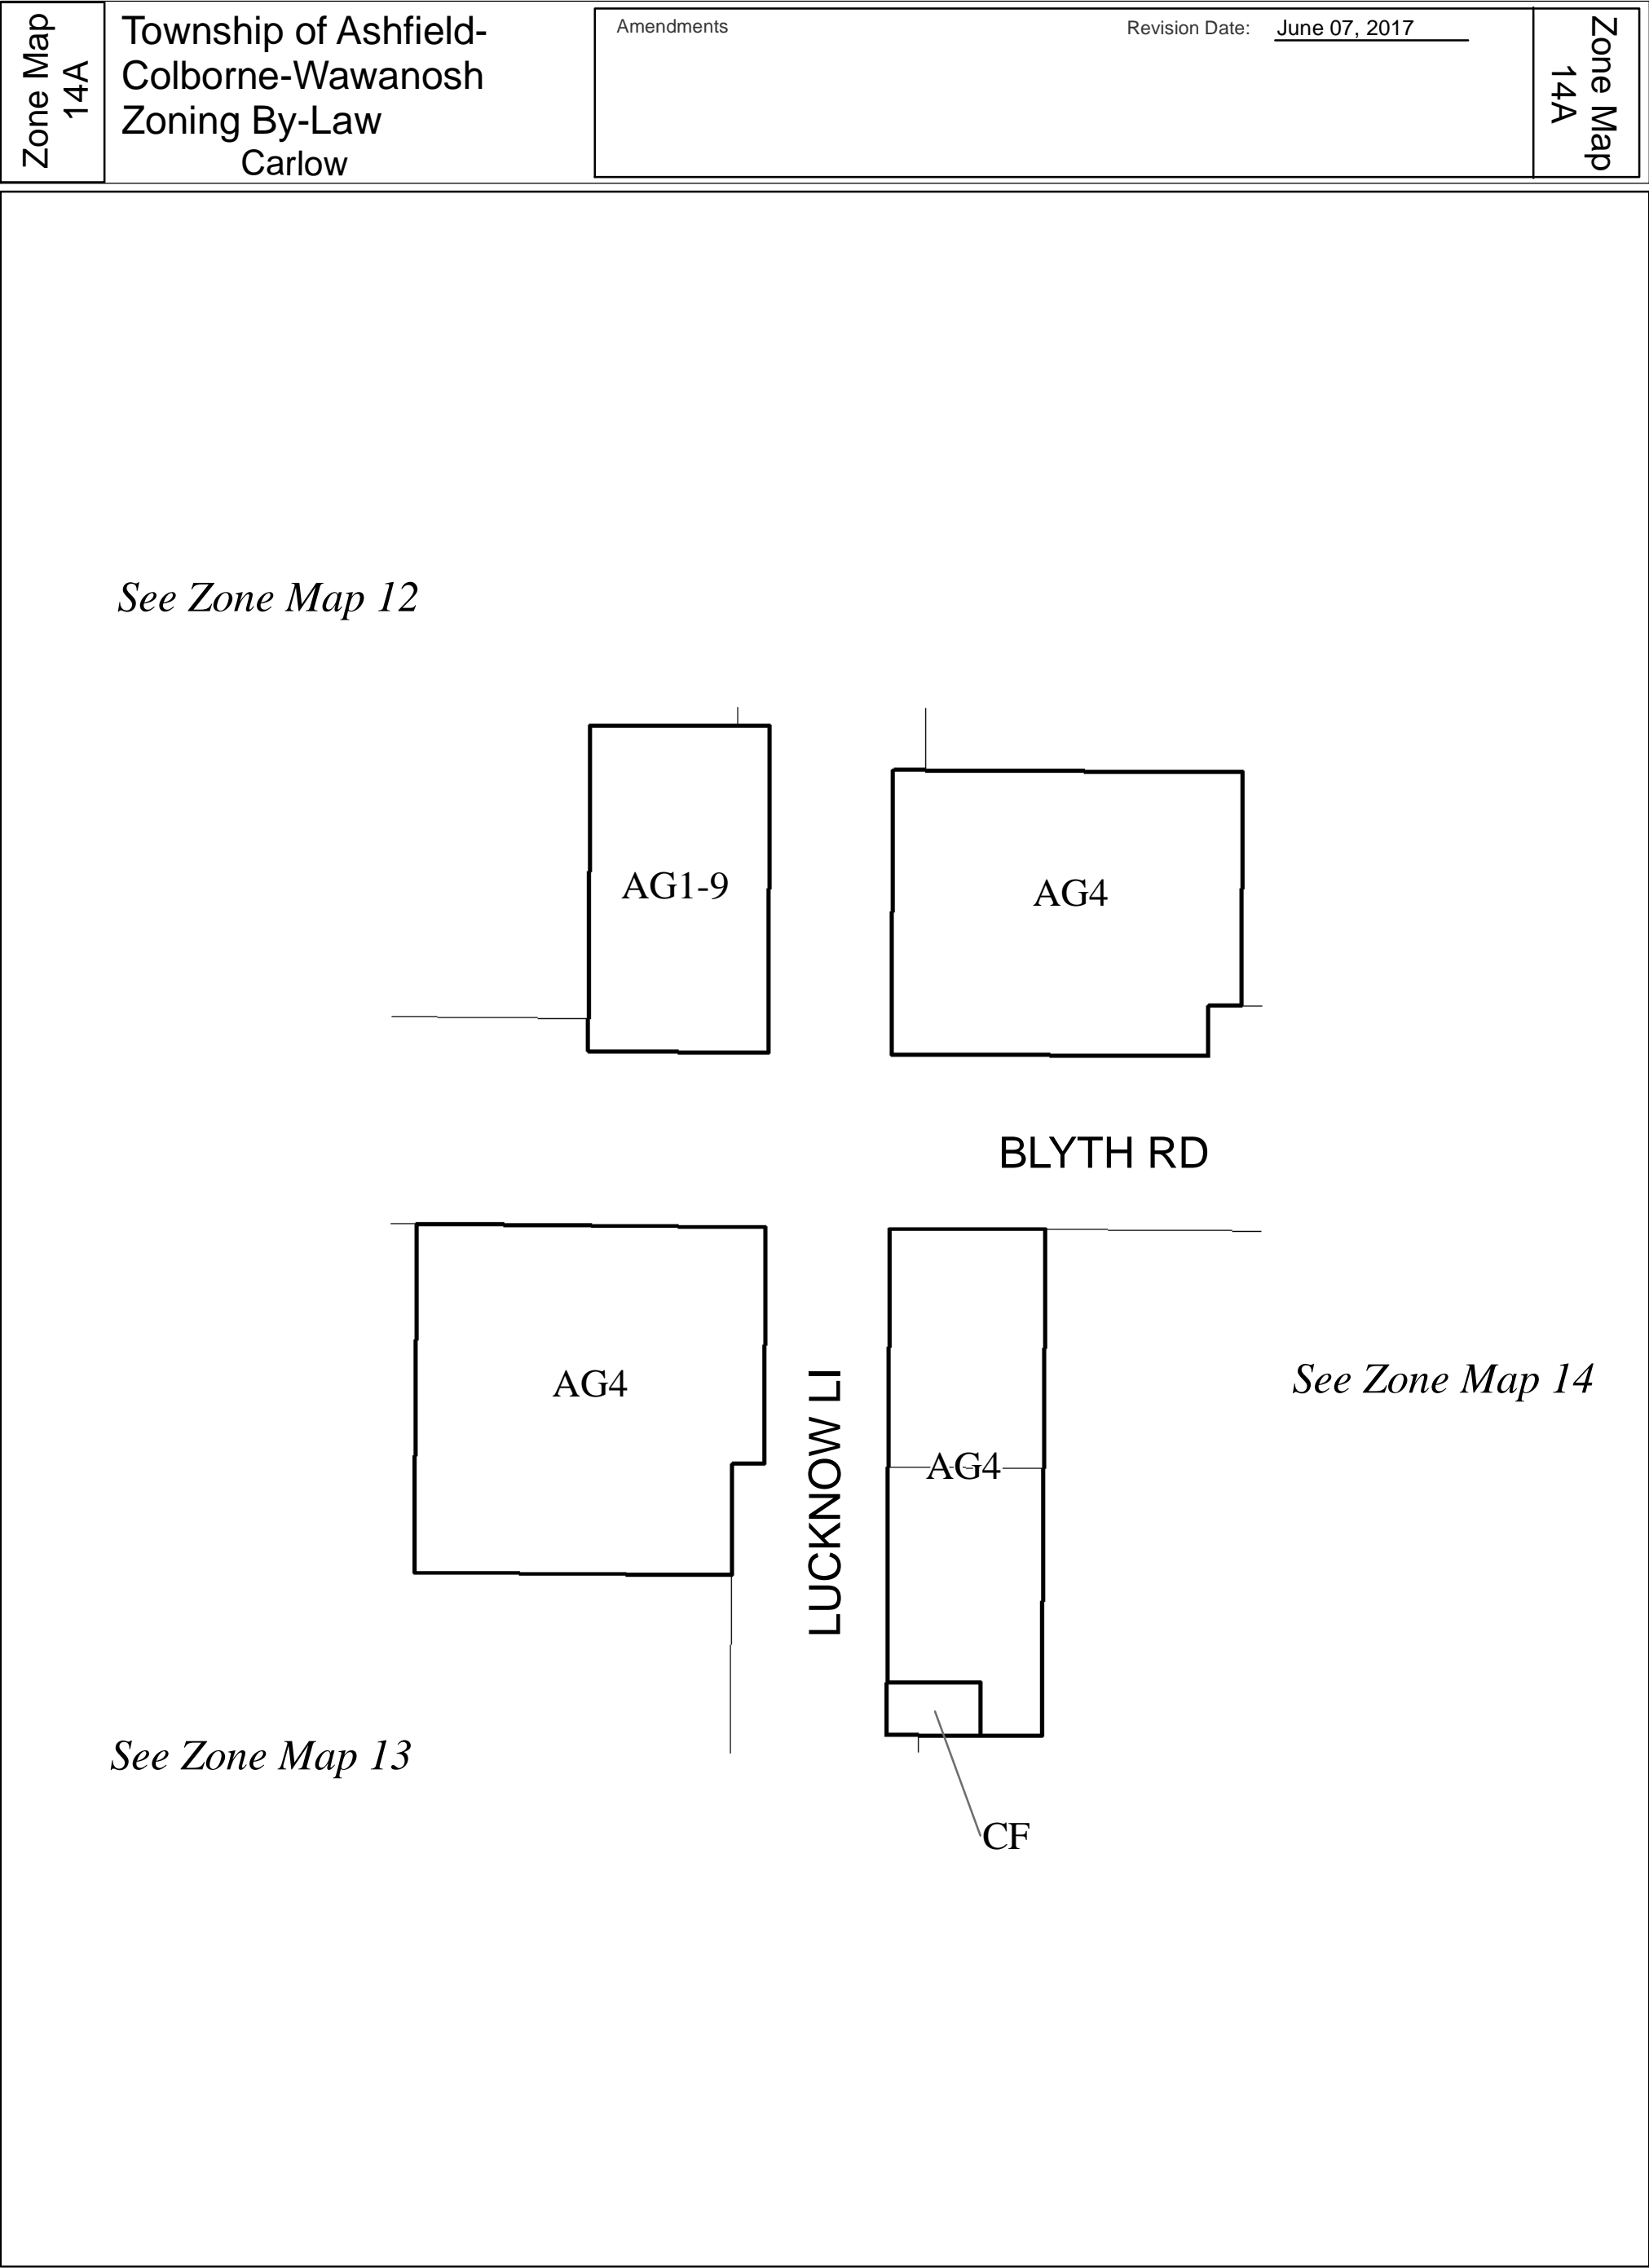 Zone Map
14A
Township of Ashfield-
Colborne-Wawanosh
Zoning By-Law
Carlow
Amendments
Revision Date: June 07, 2017
Zone Map
14A
See Zone Map 12
AG1-9
AG4
BLYTH RD
AG4
LUCKNOW LI
AG4
See Zone Map 14
See Zone Map 13
CF